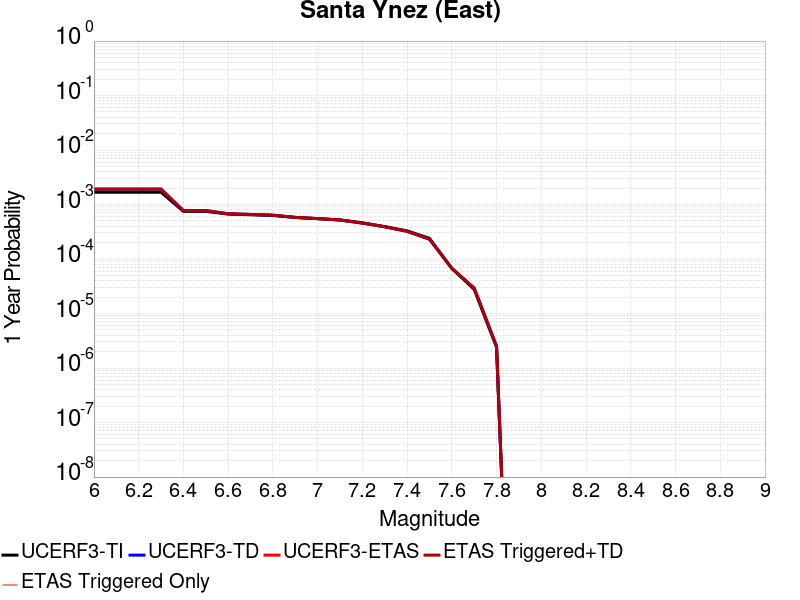 Santa Ynez (East)
10^0
10^-1
10^-2
10^-3
10^-4
10^-5
10^-6
10^-7
10^-8
1 Year Probability
6 6.2 6.4 6.6 6.8 7 7.2 7.4 7.6 7.8 8 8.2 8.4 8.6 8.8 9
Magnitude
UCERF3-TI UCERF3-TD UCERF3-ETAS ETAS Triggered+TD
ETAS Triggered Only